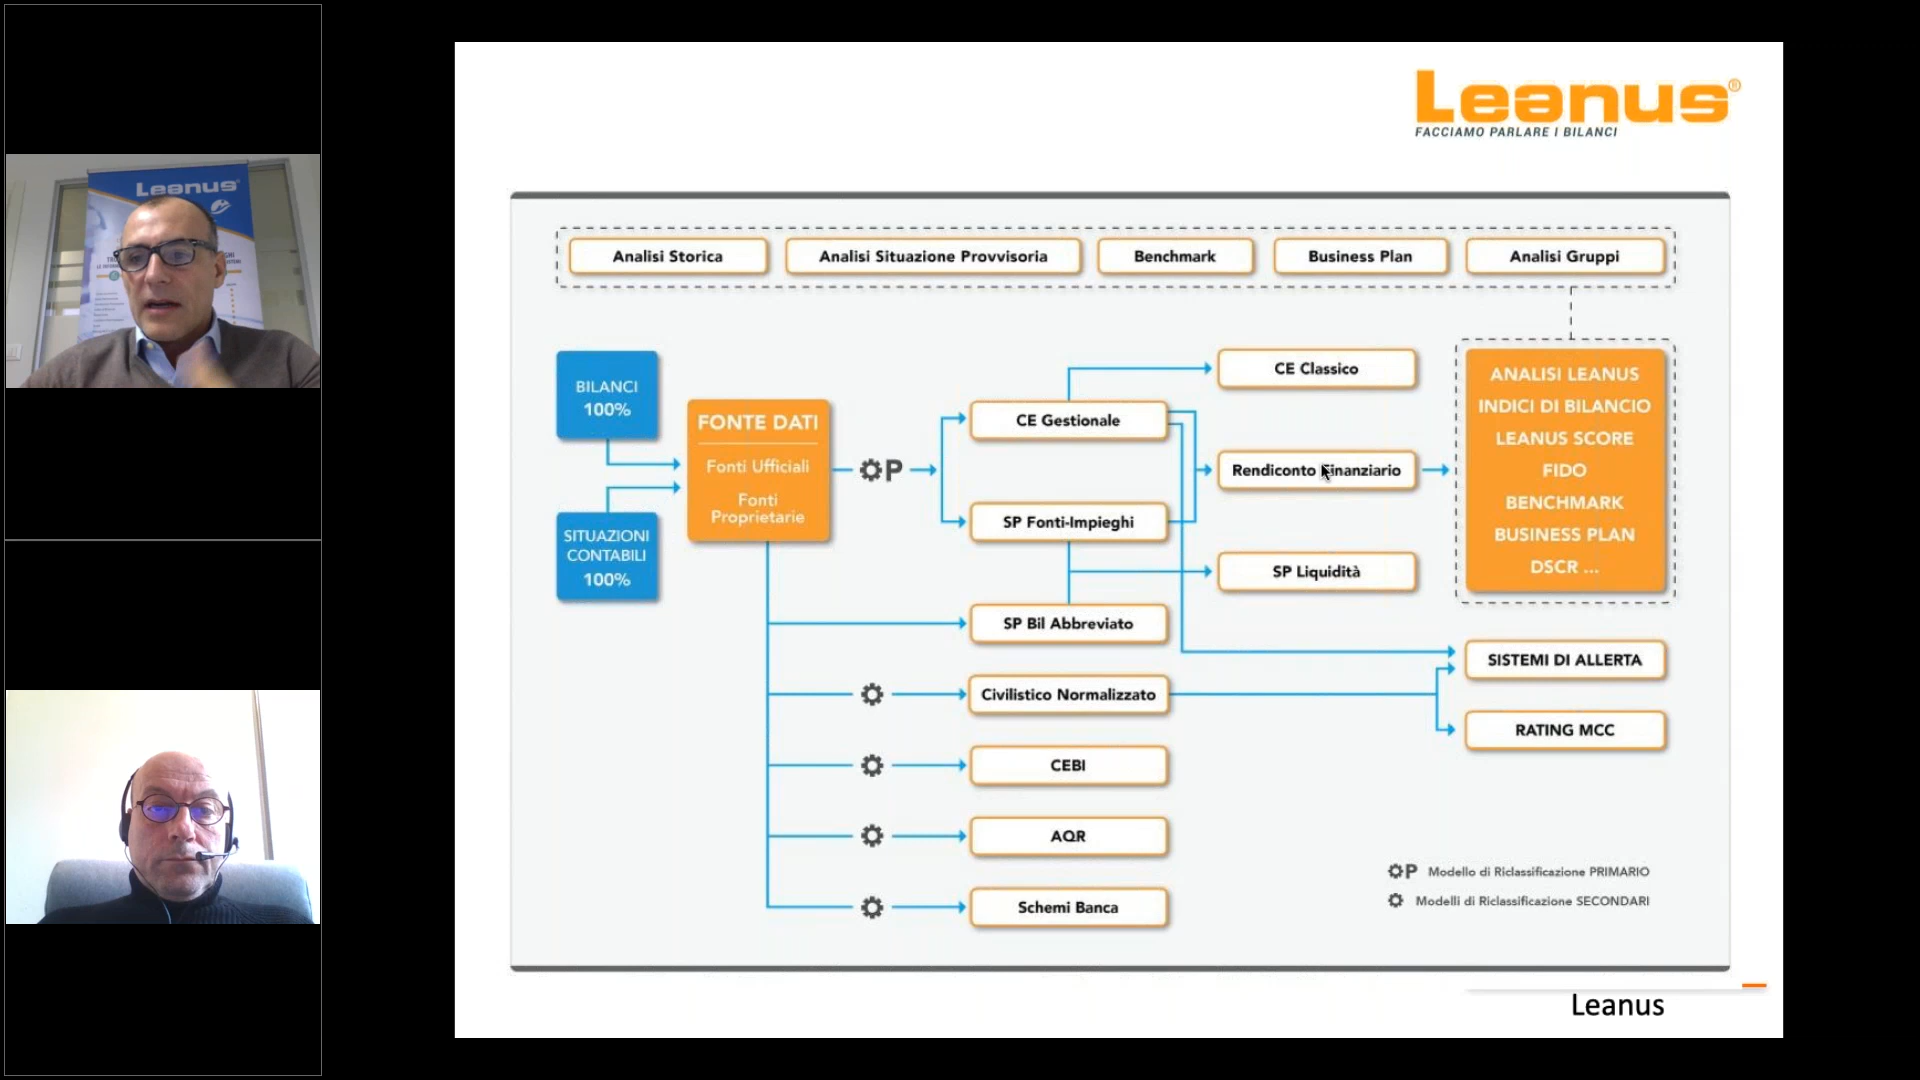 Leanus
Leanus®
FACCIAMO PARLARE I BILANCI
Analisi Storica
Analisi Situazione Provvisoria
Benchmark
Business Plan
Analisi Gruppi
BILANCI
100%
SITUAZIONI
CONTABILI
100%
FONTE DATI
Fonti Ufficiali
Fonti
Proprietarie
P
CE Gestionale
SP Fonti-Impieghi
SP Bil Abbreviato
Civilistico Normalizzato
CEBI
AQR
Schemi Banca
CE Classico
Rendiconto Finanziario
SP Liquidità
ANALISI LEANUS
INDICI DI BILANCIO
LEANUS SCORE
FIDO
BENCHMARK
BUSINESS PLAN
DSCR ...
SISTEMI DI ALLERTA
RATING MCC
P Modello di Riclassificazione PRIMARIO
Modelli di Riclassificazione SECONDARI
Leanus